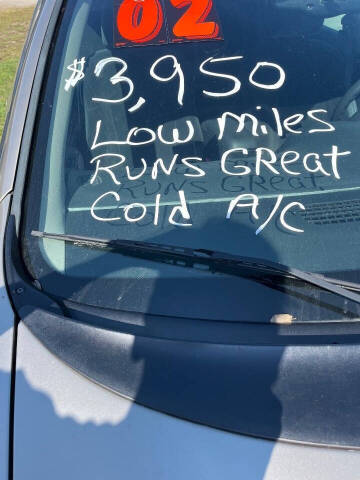 02
$3,950
Low miles
Runs Great
Cold A/c